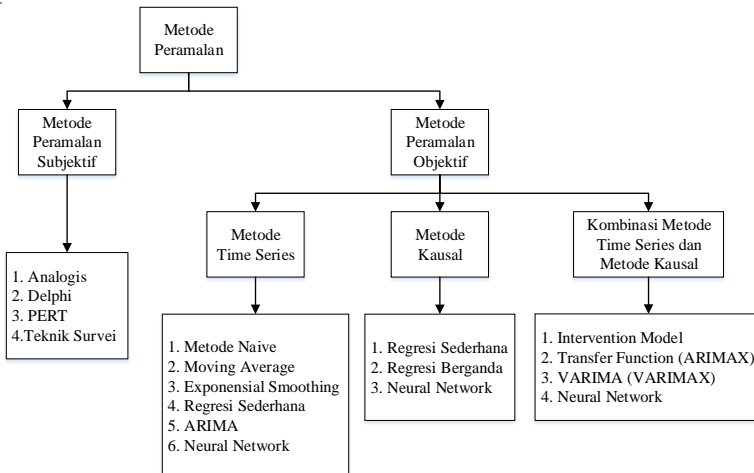 Metode
Peramalan
Metode
Peramalan
Subjektif
Metode
Peramalan
Objektif
Metode
Time Series
Metode
Kausal
Kombinasi Metode
Time Series dan
Metode Kausal
1. Analogis
2. Delphi
3. PERT
4.Teknik Survei
1. Metode Naive
2. Moving Average
3. Exponensial Smoothing
4. Regresi Sederhana
5. ARIMA
6. Neural Network
1. Regresi Sederhana
2. Regresi Berganda
3. Neural Network
1. Intervention Model
2. Transfer Function (ARIMAX)
3. VARIMA (VARIMAX)
4. Neural Network